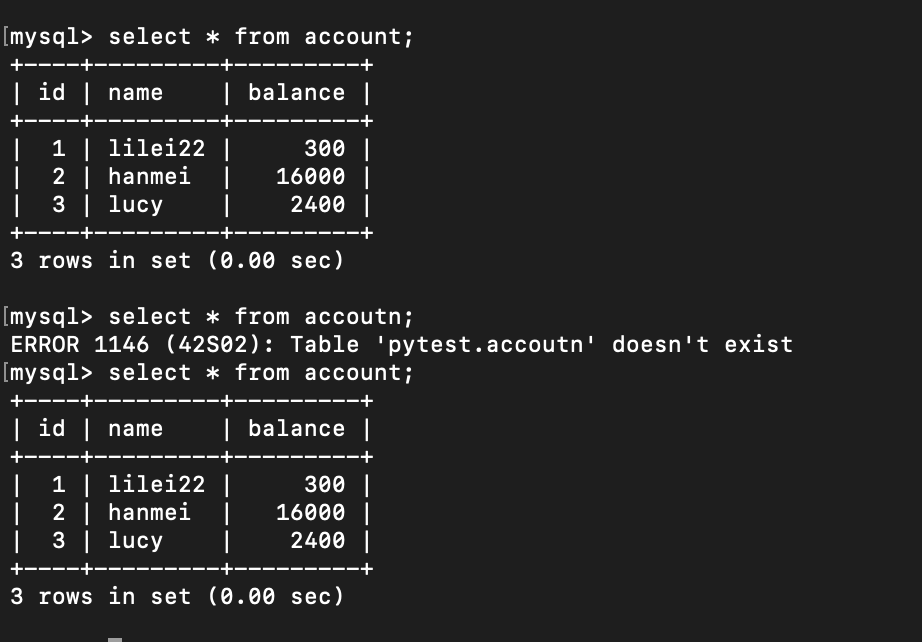 [mysql> select * from account;
+----+---------+---------+
| id | name    | balance |
+----+---------+---------+
|  1 | lilei22 |     300 |
|  2 | hanmei  |   16000 |
|  3 | lucy    |    2400 |
+----+---------+---------+
3 rows in set (0.00 sec)

[mysql> select * from accoutn;
ERROR 1146 (42S02): Table 'pytest.accoutn' doesn't exist
[mysql> select * from account;
+----+---------+---------+
| id | name    | balance |
+----+---------+---------+
|  1 | lilei22 |     300 |
|  2 | hanmei  |   16000 |
|  3 | lucy    |    2400 |
+----+---------+---------+
3 rows in set (0.00 sec)